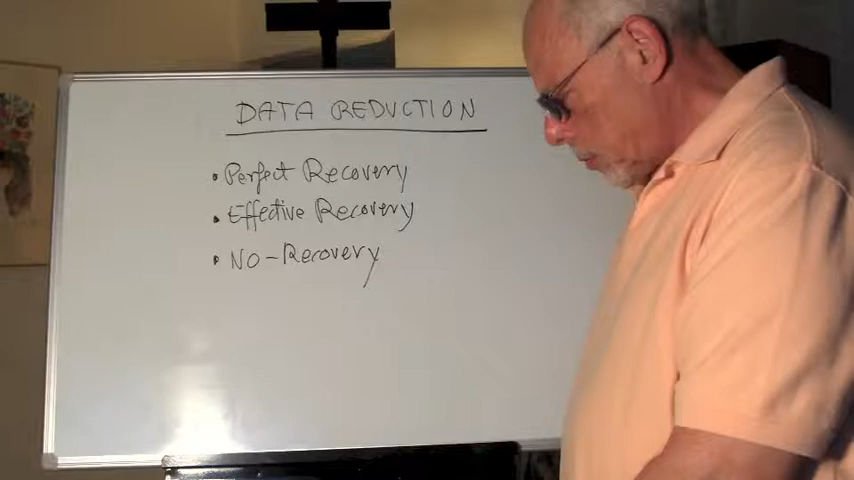 DATA REDUCTION
• Perfect Recovery
• Effective Recovery
• No-Recovery